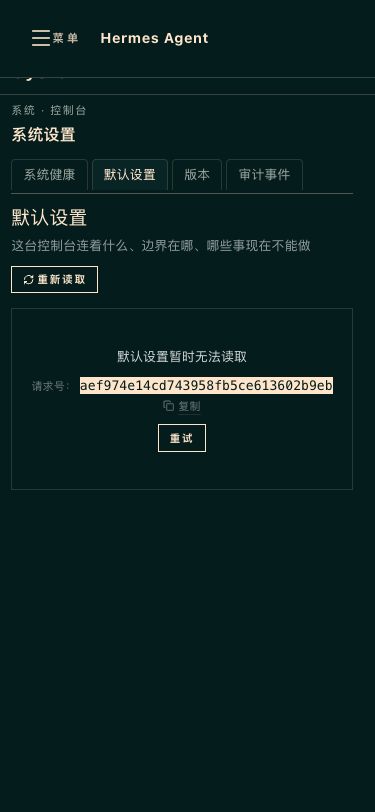 菜单 Hermes Agent
系统 · 控制台
系统设置
系统健康 默认设置 版本 审计事件
默认设置
这台控制台连着什么、边界在哪、哪些事现在不能做
重新读取
默认设置暂时无法读取
请求号： aef974e14cd743958fb5ce613602b9eb
复制
重试